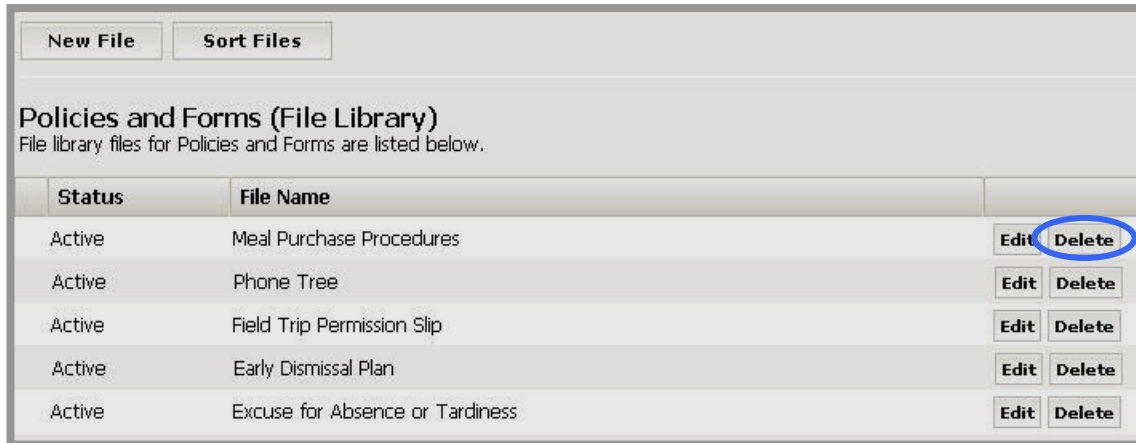 New File Sort Files
Policies and Forms (File Library)
File library files for Policies and Forms are listed below.
Status File Name
Active Meal Purchase Procedures Edit Delete
Active Phone Tree Edit Delete
Active Field Trip Permission Slip Edit Delete
Active Early Dismissal Plan Edit Delete
Active Excuse for Absence or Tardiness Edit Delete